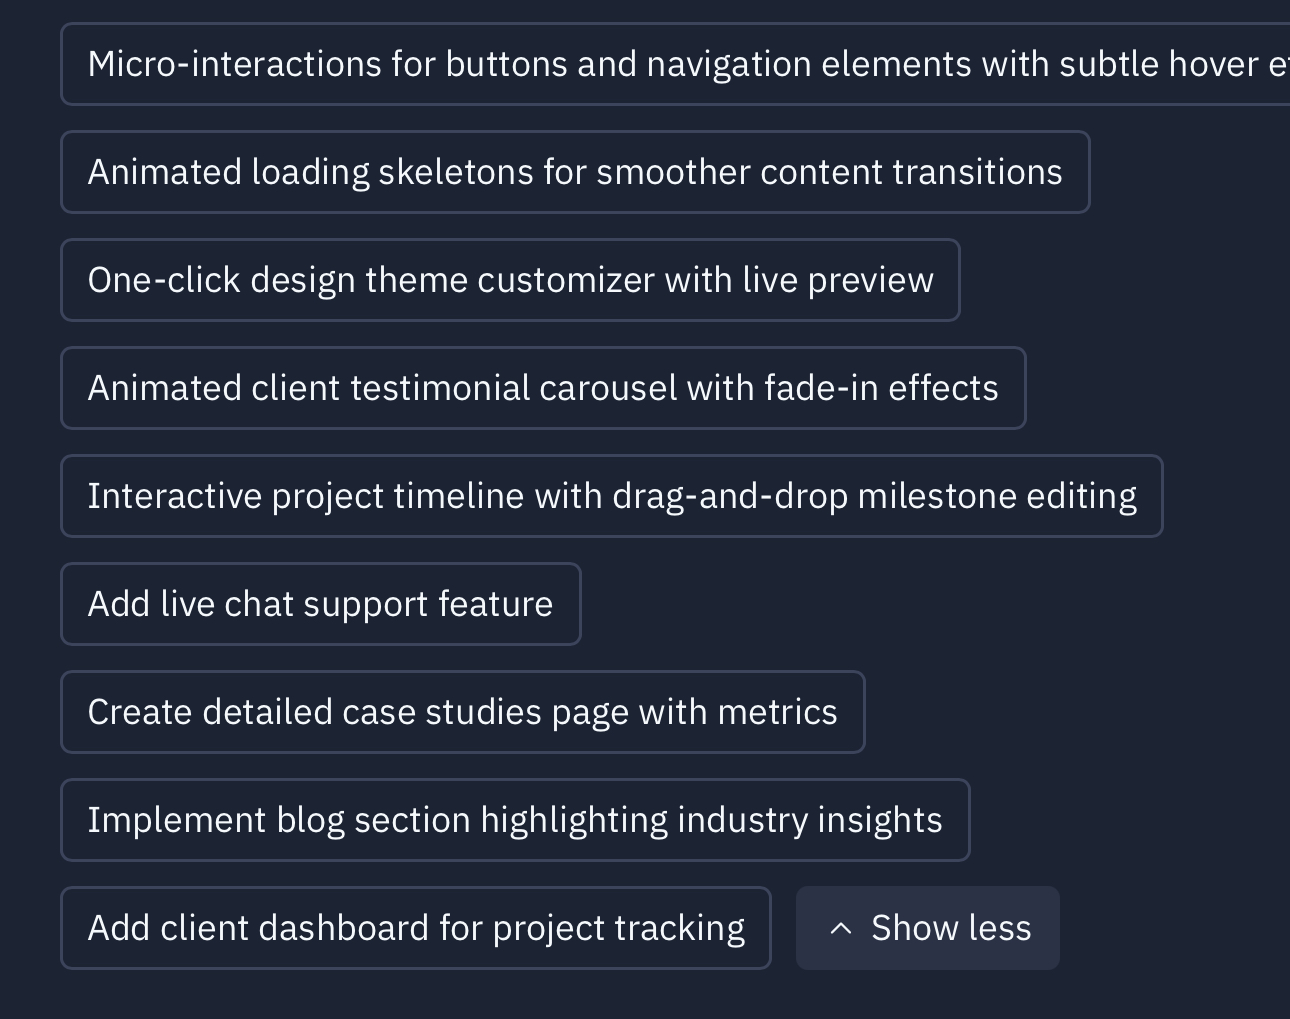 Micro-interactions for buttons and navigation elements with subtle hover
Animated loading skeletons for smoother content transitions
One-click design theme customizer with live preview
Animated client testimonial carousel with fade-in effects
Interactive project timeline with drag-and-drop milestone editing
Add live chat support feature
Create detailed case studies page with metrics
Implement blog section highlighting industry insights
Add client dashboard for project tracking
Show less